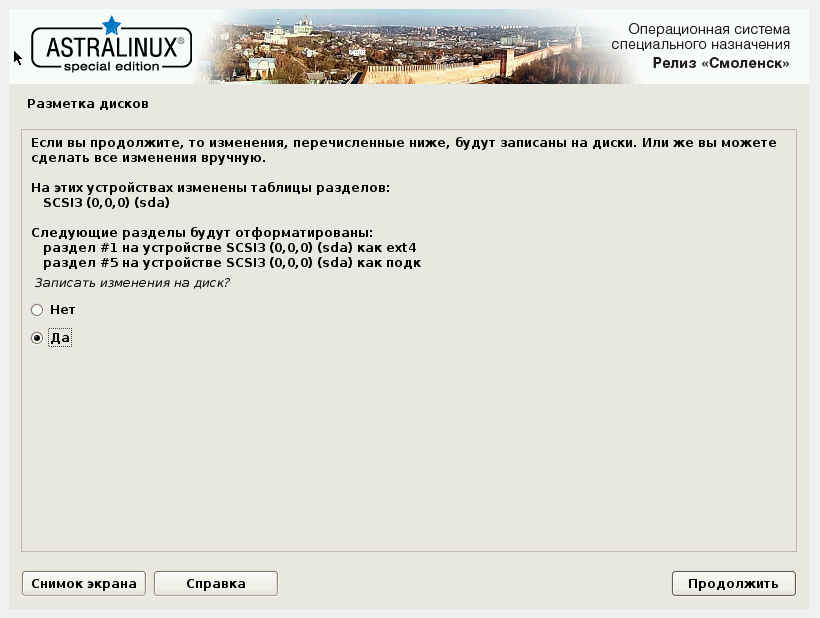 ASTRALINUX®
special edition
Операционная система
специального назначения
Релиз «Смоленск»
Разметка дисков
Если вы продолжите, то изменения, перечисленные ниже, будут записаны на диски. Или же вы можете
сделать все изменения вручную.
На этих устройствах изменены таблицы разделов:
SCSI3 (0,0,0) (sda)
Следующие разделы будут отформатированы:
раздел #1 на устройстве SCSI3 (0,0,0) (sda) как ext4
раздел #5 на устройстве SCSI3 (0,0,0) (sda) как подк
Записать изменения на диск?
Нет
Да
Снимок экрана
Справка
Продолжить